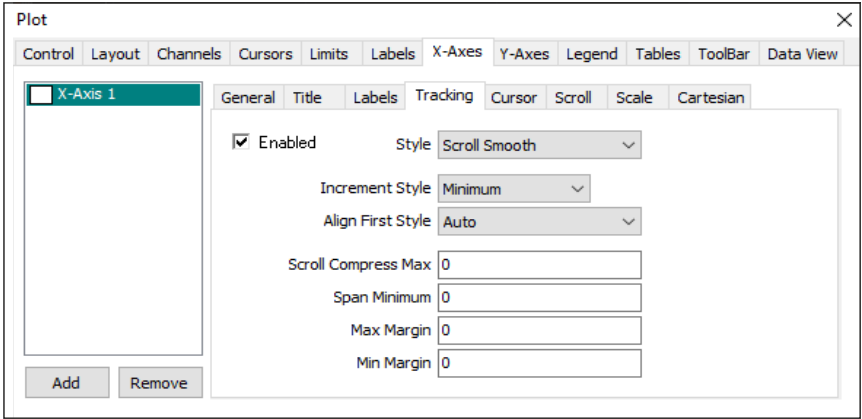 Plot
Control Layout Channels Cursors Limits Labels X-Axes Y-Axes Legend Tables ToolBar Data View
X-Axis 1
General Title Labels Tracking Cursor Scroll Scale Cartesian
Enabled Style Scroll Smooth
Increment Style Minimum
Align First Style Auto
Scroll Compress Max 0
Span Minimum 0
Max Margin 0
Min Margin 0
Add Remove